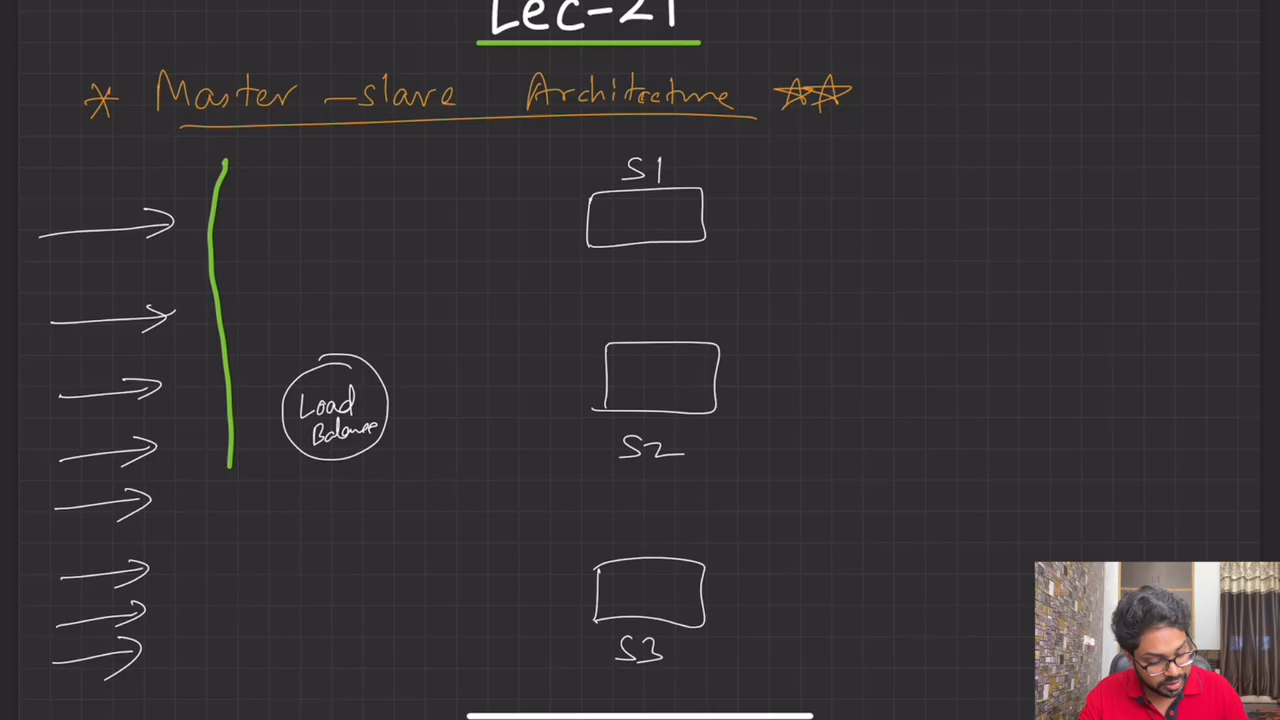 Lec-21
* Master-slave Architecture ☆☆
S1
Load
Balancer
S2
S3